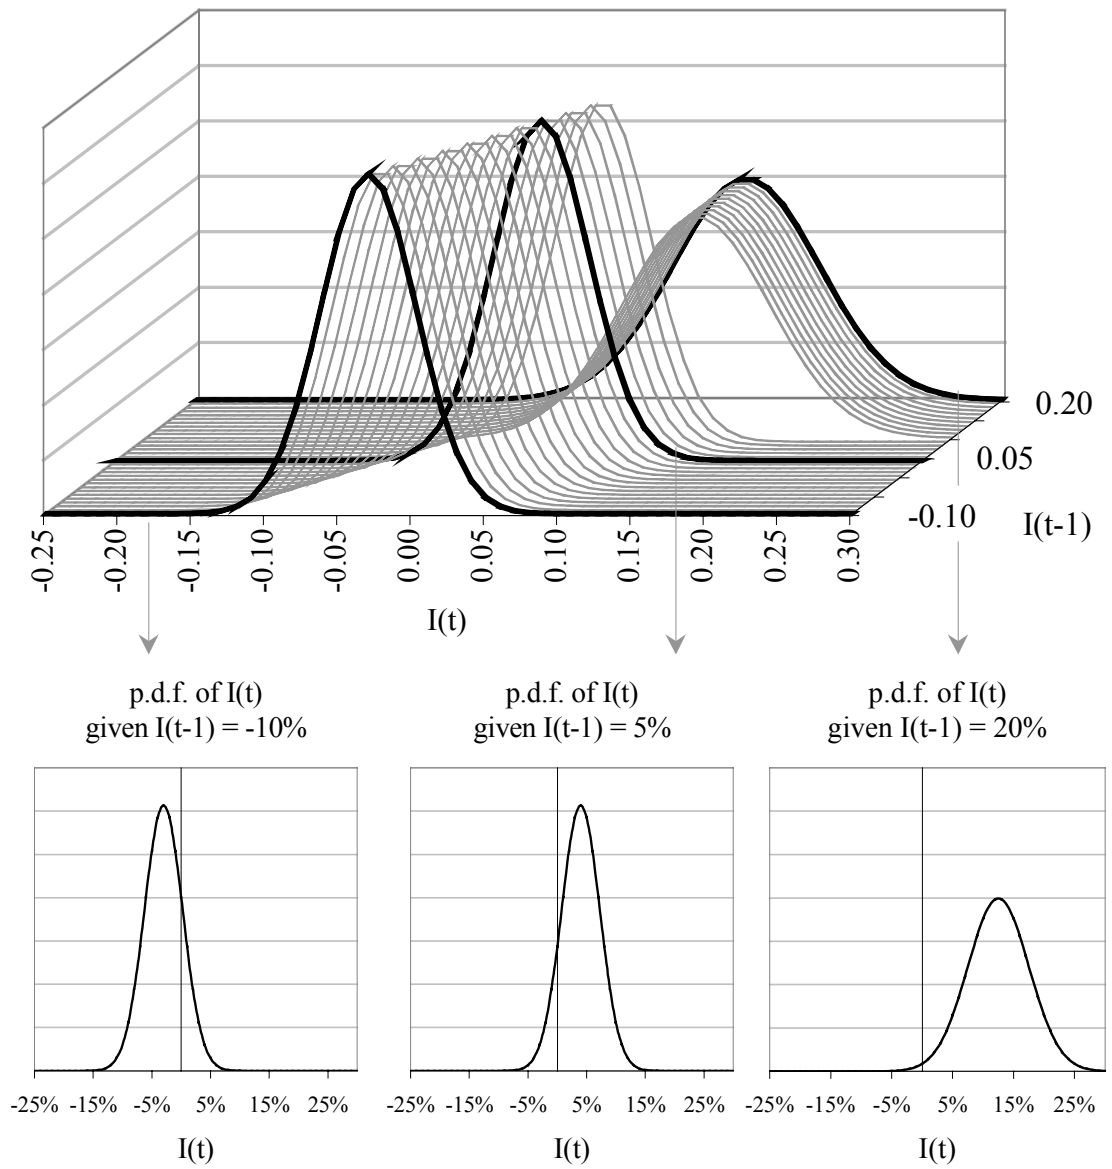 0.20
0.05
-0.10
I(t-1)
-0.25
-0.20
-0.15
-0.10
-0.05
0.00
0.05
0.10
0.15
0.20
0.25
0.30
I(t)
p.d.f. of I(t)
given I(t-1) = -10%
p.d.f. of I(t)
given I(t-1) = 5%
p.d.f. of I(t)
given I(t-1) = 20%
-25% -15% -5% 5% 15% 25%
I(t)
-25% -15% -5% 5% 15% 25%
I(t)
-25% -15% -5% 5% 15% 25%
I(t)